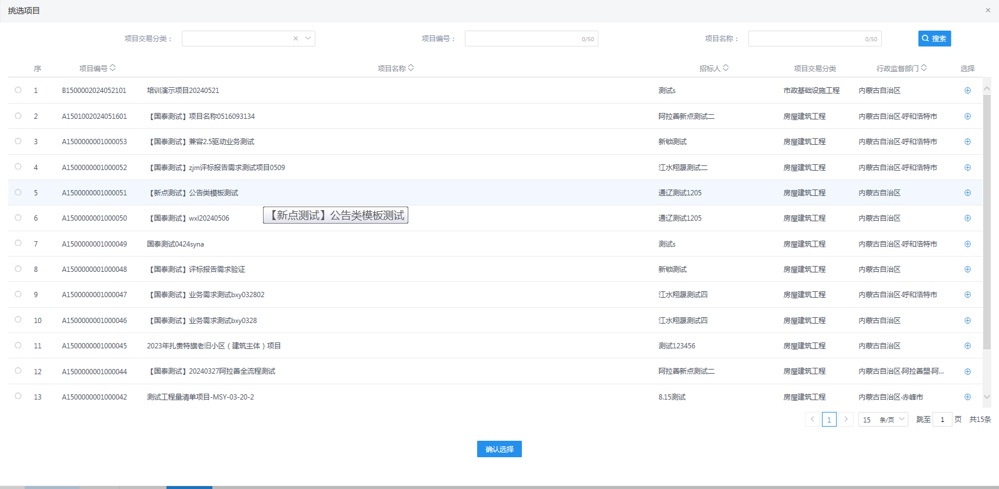 挑选项目 ×
项目交易分类： 项目编号： 0/50 项目名称： 0/50 搜索
序 项目编号 项目名称 招标人 项目交易分类 行政监督部门 选择
1 B1500002024052101 培训演示项目20240521 测试s 市政基础设施工程 内蒙古自治区
2 A1501002024051601 【国泰测试】项目名称0516093134 阿拉善新点测试二 房屋建筑工程 内蒙古自治区·呼和浩特市
3 A1500000001000053 【国泰测试】兼容2.5驱动业务测试 新锁测试 房屋建筑工程 内蒙古自治区·呼和浩特市
4 A1500000001000052 【国泰测试】zjm评标报告需求测试项目0509 江水翔晟测试二 房屋建筑工程 内蒙古自治区·呼和浩特市
5 A1500000001000051 【新点测试】公告类模板测试 通辽测试1205 房屋建筑工程 内蒙古自治区
6 A1500000001000050 【国泰测试】wxl20240506 【新点测试】公告类模板测试 通辽测试1205 房屋建筑工程 内蒙古自治区
7 A1500000001000049 国泰测试0424syna 测试s 房屋建筑工程 内蒙古自治区·呼和浩特市
8 A1500000001000048 【国泰测试】评标报告需求验证 新锁测试 房屋建筑工程 内蒙古自治区
9 A1500000001000047 【国泰测试】业务需求测试bxy032802 江水翔晟测试四 房屋建筑工程 内蒙古自治区·呼和浩特市
10 A1500000001000046 【国泰测试】业务需求测试bxy0328 江水翔晟测试四 房屋建筑工程 内蒙古自治区
11 A1500000001000045 2023年扎赉特旗老旧小区（建筑主体）项目 测试123456 房屋建筑工程 内蒙古自治区
12 A1500000001000044 【国泰测试】20240327阿拉善全流程测试 阿拉善新点测试二 房屋建筑工程 内蒙古自治区·阿拉善盟·阿...
13 A1500000001000042 测试工程量清单项目-MSY-03-20-2 8.15测试 房屋建筑工程 内蒙古自治区·赤峰市
1 15 条/页 跳至 1 页 共15条
确认选择